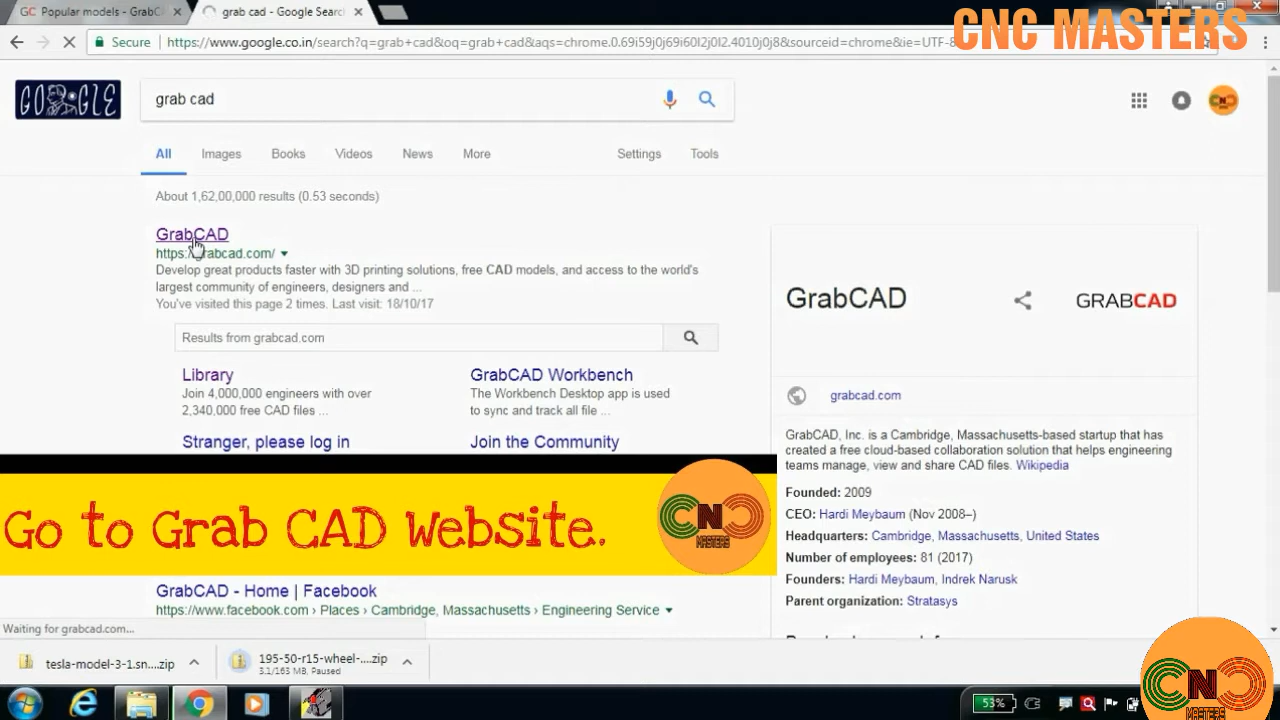 GC Popular models - GrabCA
grab cad - Google Searc
CNC MASTERS
Secure
https://www.google.co.in/search?q=grab+cad&oq=grab+cad&aqs=chrome.0.69i59j0j69i60l2j0l2.4010j0j8&sourceid=chrome&ie=UTF-8
GOOGLE
grab cad
All
Images
Books
Videos
News
More
Settings
Tools
About 1,62,00,000 results (0.53 seconds)
GrabCAD
https://grabcad.com/
Develop great products faster with 3D printing solutions, free CAD models, and access to the world's
largest community of engineers, designers and ...
You've visited this page 2 times. Last visit: 18/10/17
Results from grabcad.com
Library
Join 4,000,000 engineers with over
2,340,000 free CAD files ...
GrabCAD Workbench
The Workbench Desktop app is used
to sync and track all file ...
Stranger, please log in
Join the Community
Go to Grab CAD Website.
CNC
MASTERS
GrabCAD - Home | Facebook
https://www.facebook.com › Places › Cambridge, Massachusetts › Engineering Service
GrabCAD
GRABCAD
grabcad.com
GrabCAD, Inc. is a Cambridge, Massachusetts-based startup that has
created a free cloud-based collaboration solution that helps engineering
teams manage, view and share CAD files. Wikipedia
Founded: 2009
CEO: Hardi Meybaum (Nov 2008–)
Headquarters: Cambridge, Massachusetts, United States
Number of employees: 81 (2017)
Founders: Hardi Meybaum, Indrek Narusk
Parent organization: Stratasys
Waiting for grabcad.com...
tesla-model-3-1.sn....zip
195-50-r15-wheel-....zip
3.1/163 MB, Paused
53%
CNC
MASTERS